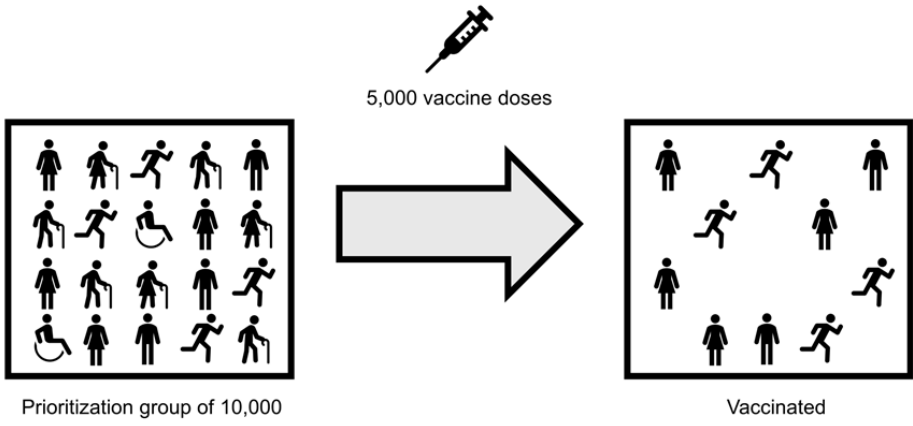 5,000 vaccine doses
Prioritization group of 10,000
Vaccinated